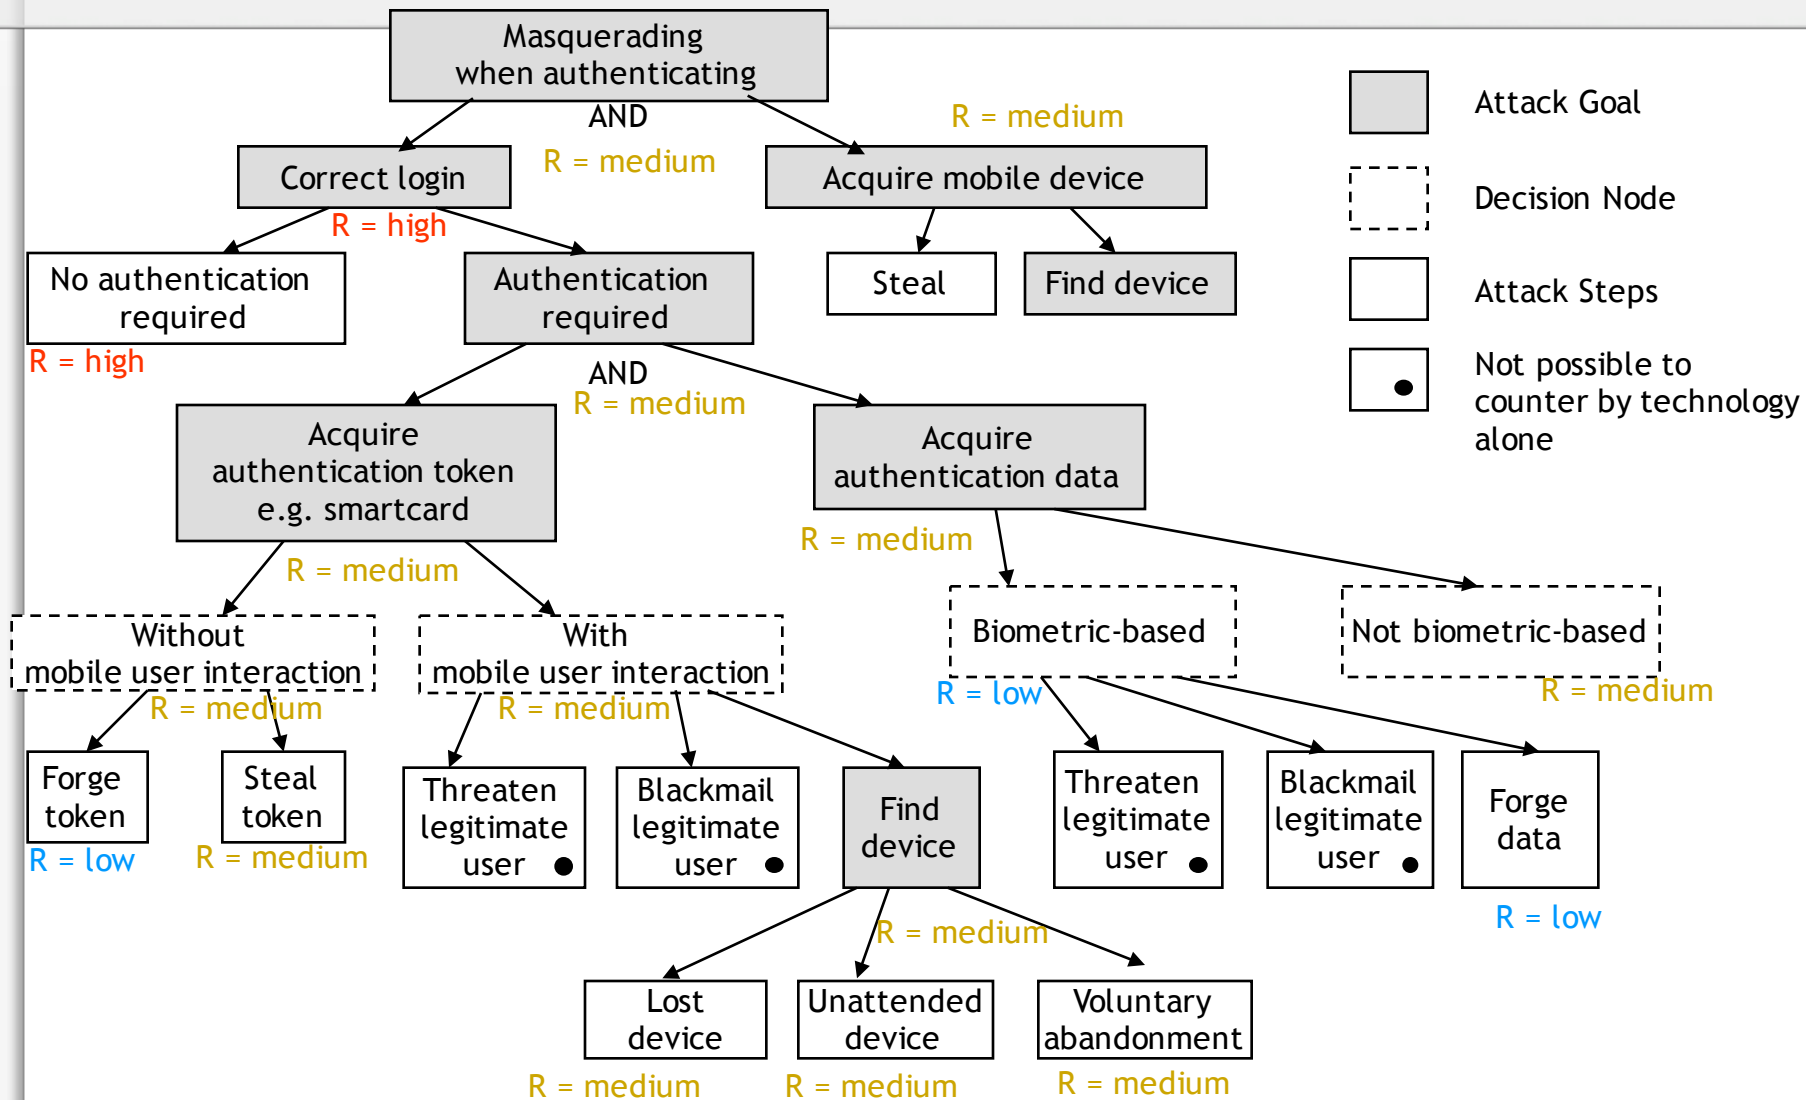 Masquerading
when authenticating
AND
R = medium
R = medium
Correct login
R = high
Acquire mobile device
No authentication
required
R = high
Authentication
required
Steal
Find device
AND
R = medium
Acquire
authentication token
e.g. smartcard
R = medium
Acquire
authentication data
R = medium
Without
mobile user interaction
R = medium
With
mobile user interaction
R = medium
Biometric-based
R = low
Not biometric-based
R = medium
Forge
token
R = low
Steal
token
R = medium
Threaten
legitimate
user
Blackmail
legitimate
user
Find
device
R = medium
Threaten
legitimate
user
Blackmail
legitimate
user
Forge
data
R = low
Lost
device
R = medium
Unattended
device
R = medium
Voluntary
abandonment
R = medium
Attack Goal
Decision Node
Attack Steps
Not possible to
counter by technology
alone